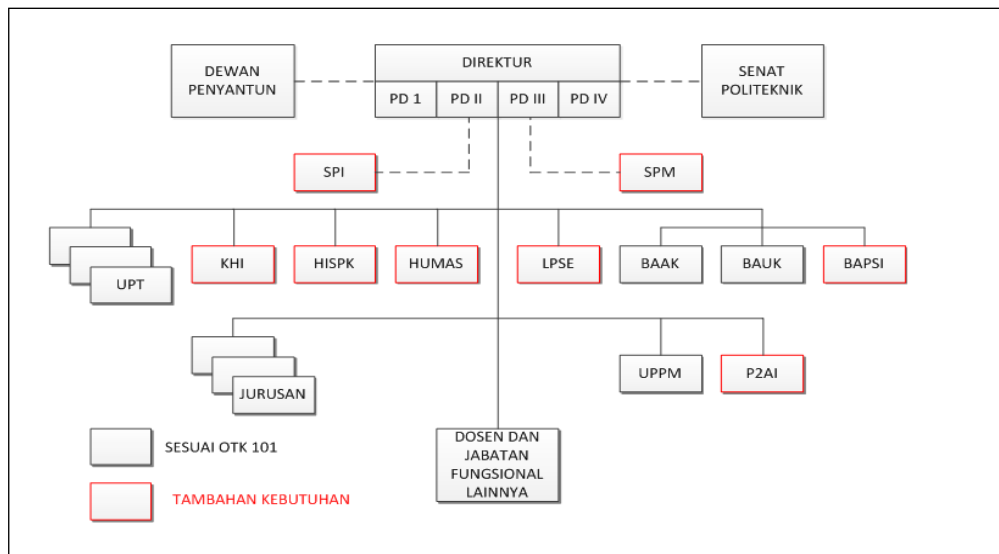 DEWAN
PENYANTUN
DIREKTUR
PD 1
PD II
PD III
PD IV
SENAT
POLITEKNIK
SPI
SPM
UPT
KHI
HISPK
HUMAS
LPSE
BAAK
BAUK
BAPSI
JURUSAN
UPPM
P2AI
DOSEN DAN
JABATAN
FUNGSIONAL
LAINNYA
SESUAI OTK 101
TAMBAHAN KEBUTUHAN